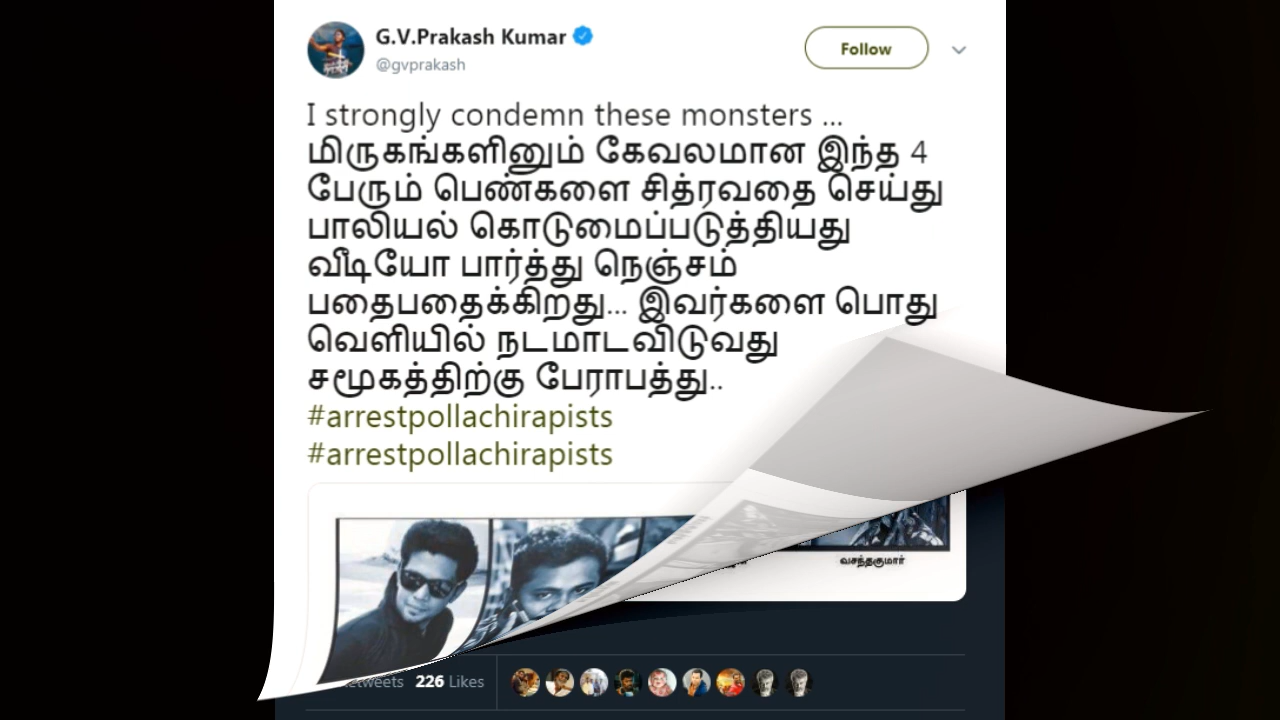 G.V.Prakash Kumar
@gvprakash
Follow
I strongly condemn these monsters ...
மிருகங்களினும் கேவலமான இந்த 4
பேரும் பெண்களை சித்ரவதை செய்து
பாலியல் கொடுமைப்படுத்தியது
வீடியோ பார்த்து நெஞ்சம்
பதைபதைக்கிறது... இவர்களை பொது
வெளியில் நடமாடவிடுவது
சமூகத்திற்கு பேராபத்து..
#arrestpollachirapists
#arrestpollachirapists
வசந்தகுமார்
226 Likes